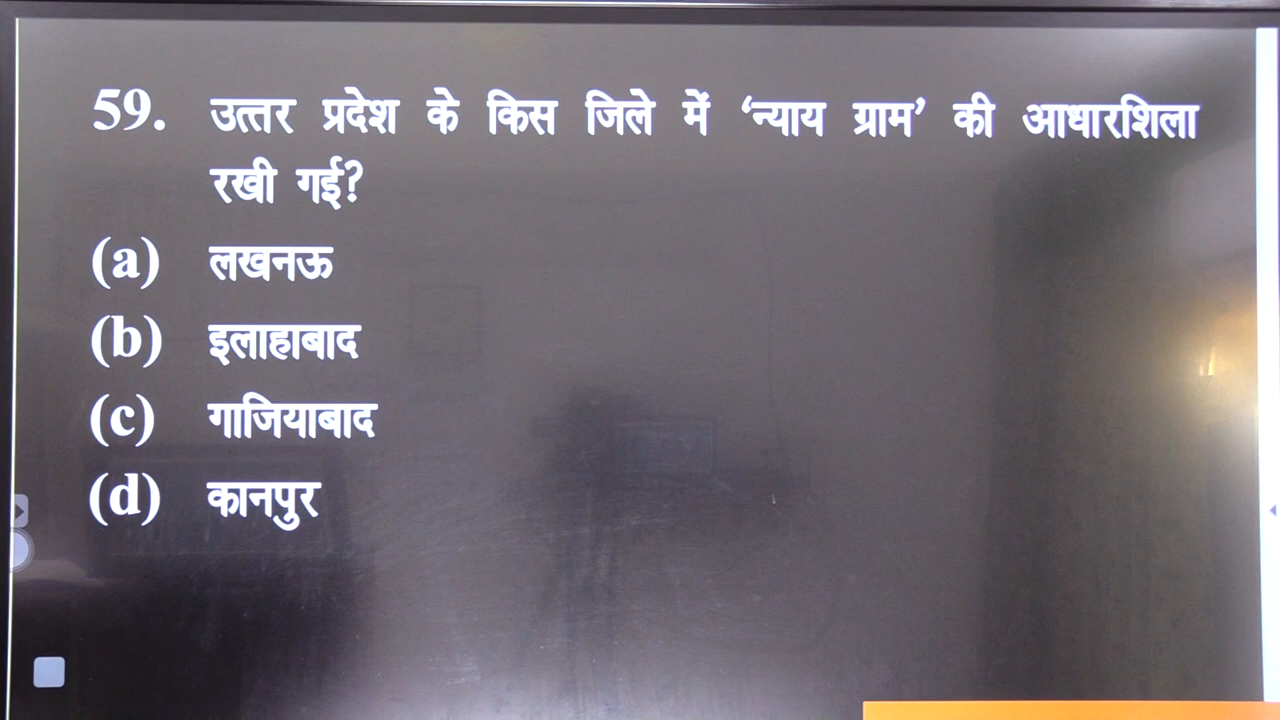 59. उत्तर प्रदेश के किस जिले में ‘न्याय ग्राम’ की आधारशिला
रखी गई?
(a) लखनऊ
(b) इलाहाबाद
(c) गाजियाबाद
(d) कानपुर